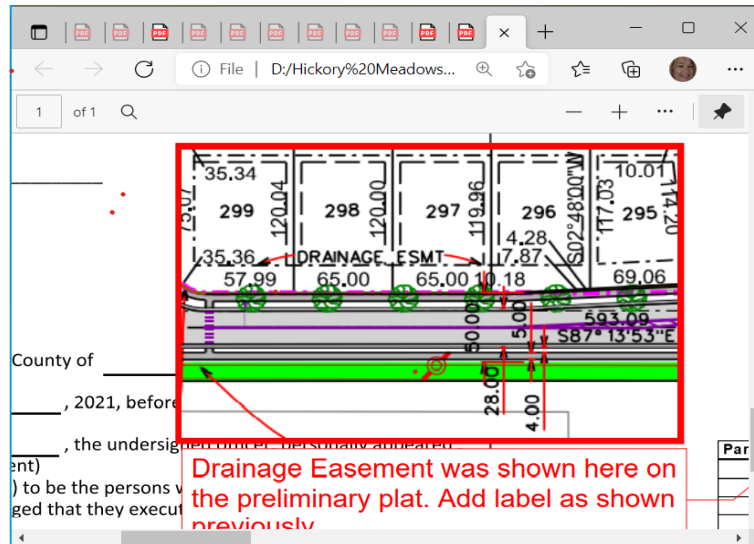 File | D:/Hickory%20Meadows...
1 of 1
35.34
10.01
299
120.04
298
120.00
297
119.96
296
S02°48'00"W
117.03
295
114.20
4.28
7.87
35.36
DRAINAGE ESMT
57.99
65.00
65.00
10.18
69.06
50.00
5.00
593.09
S87°13'53"E
28.00
4.00
County of
, 2021, before
, the undersigned officer, personally appeared
ent)
) to be the persons w
ged that they execut
Par
Drainage Easement was shown here on
the preliminary plat. Add label as shown
previously